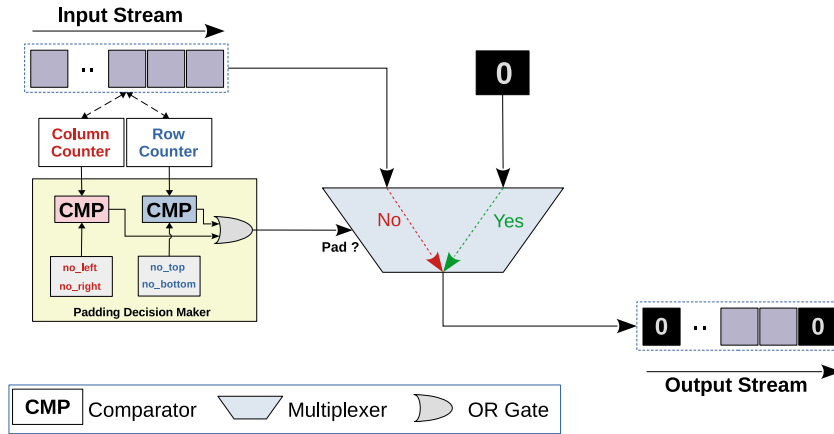 Input Stream
..
0
Column
Counter
Row
Counter
CMP
CMP
No
Yes
Pad ?
no_left
no_right
no_top
no_bottom
Padding Decision Maker
0
..
0
Output Stream
CMP
Comparator
Multiplexer
OR Gate